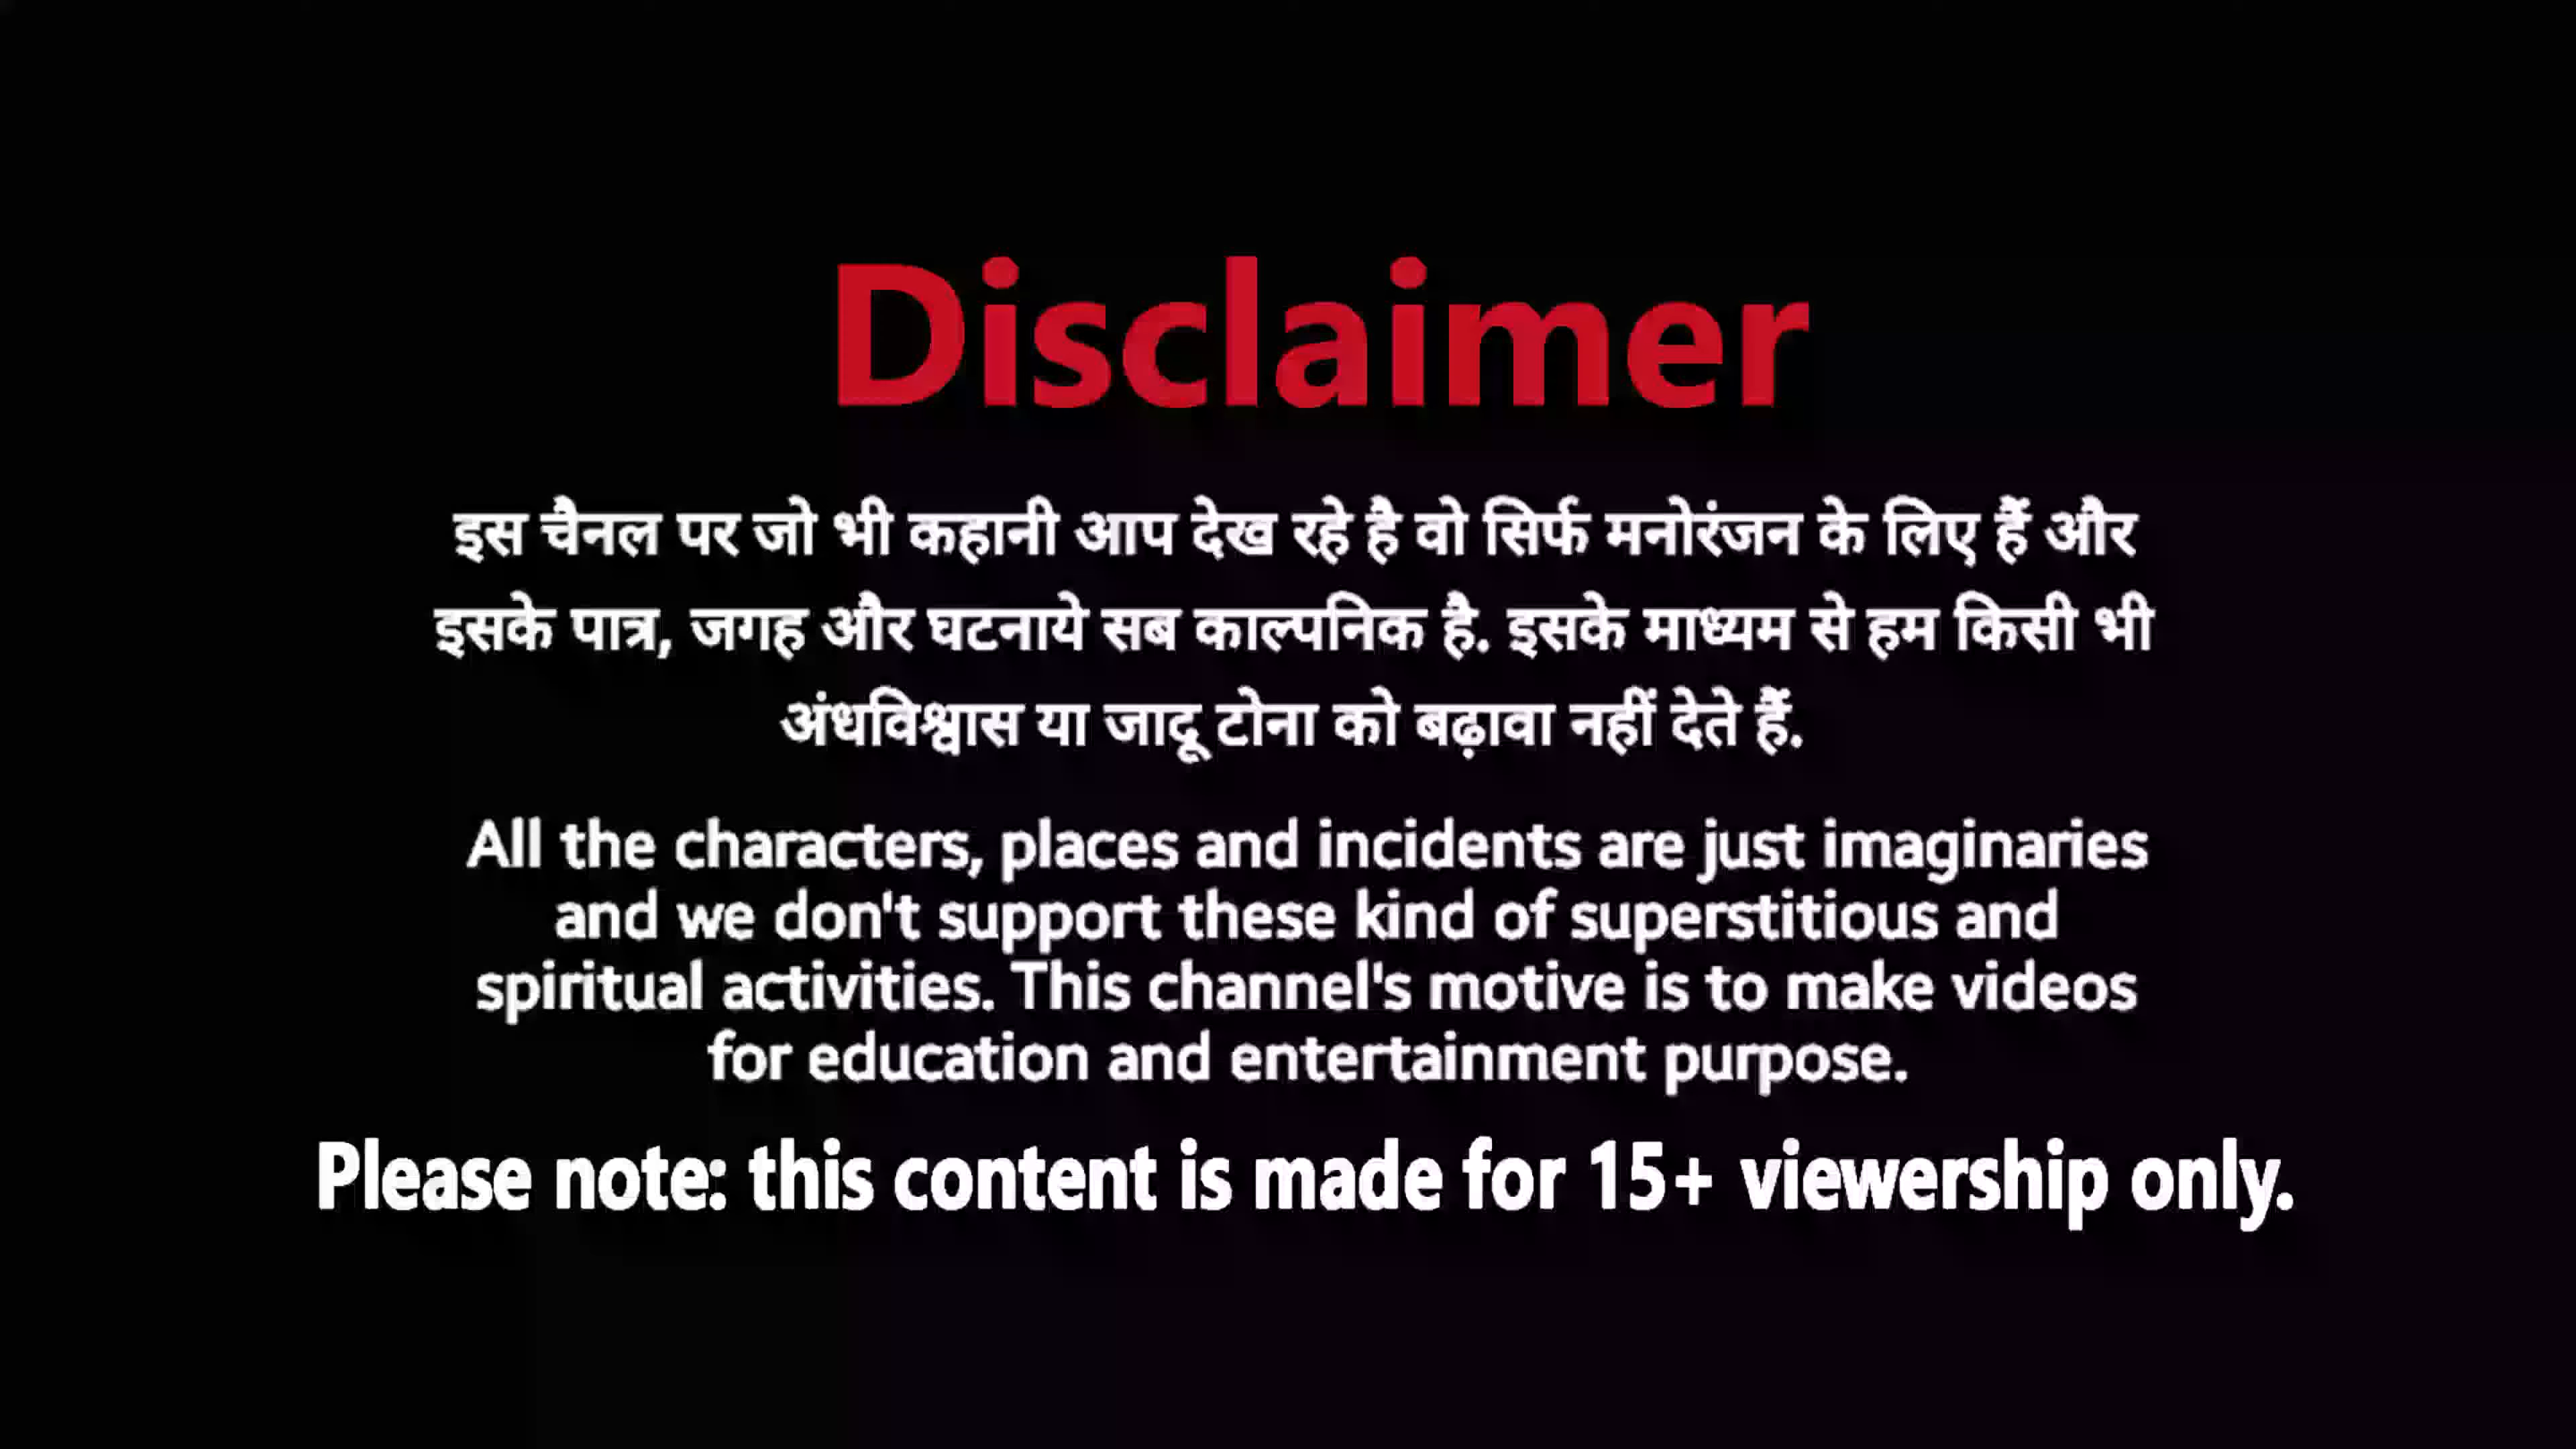 Disclaimer
इस चैनल पर जो भी कहानी आप देख रहे है वो सिर्फ मनोरंजन के लिए हैं और
इसके पात्र, जगह और घटनाये सब काल्पनिक है. इसके माध्यम से हम किसी भी
अंधविश्वास या जादू टोना को बढ़ावा नहीं देते हैं.
All the characters, places and incidents are just imaginaries
and we don't support these kind of superstitious and
spiritual activities. This channel's motive is to make videos
for education and entertainment purpose.
Please note: this content is made for 15+ viewership only.